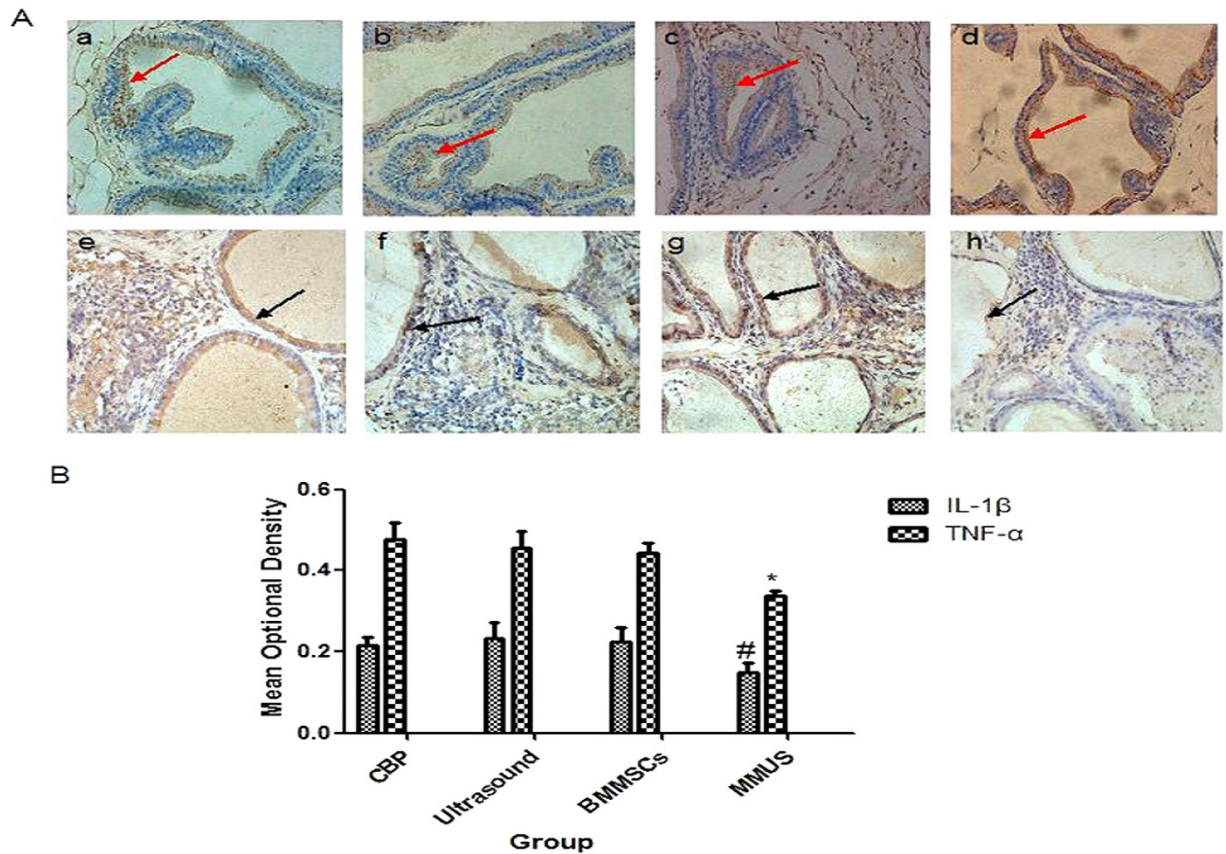 A
a
b
c
d
e
f
g
h
B
Mean Optional Density
0.6
0.4
0.2
0.0
#
*
IL-1β
TNF-α
CBP
Ultrasound
BMMSCs
MMUS
Group